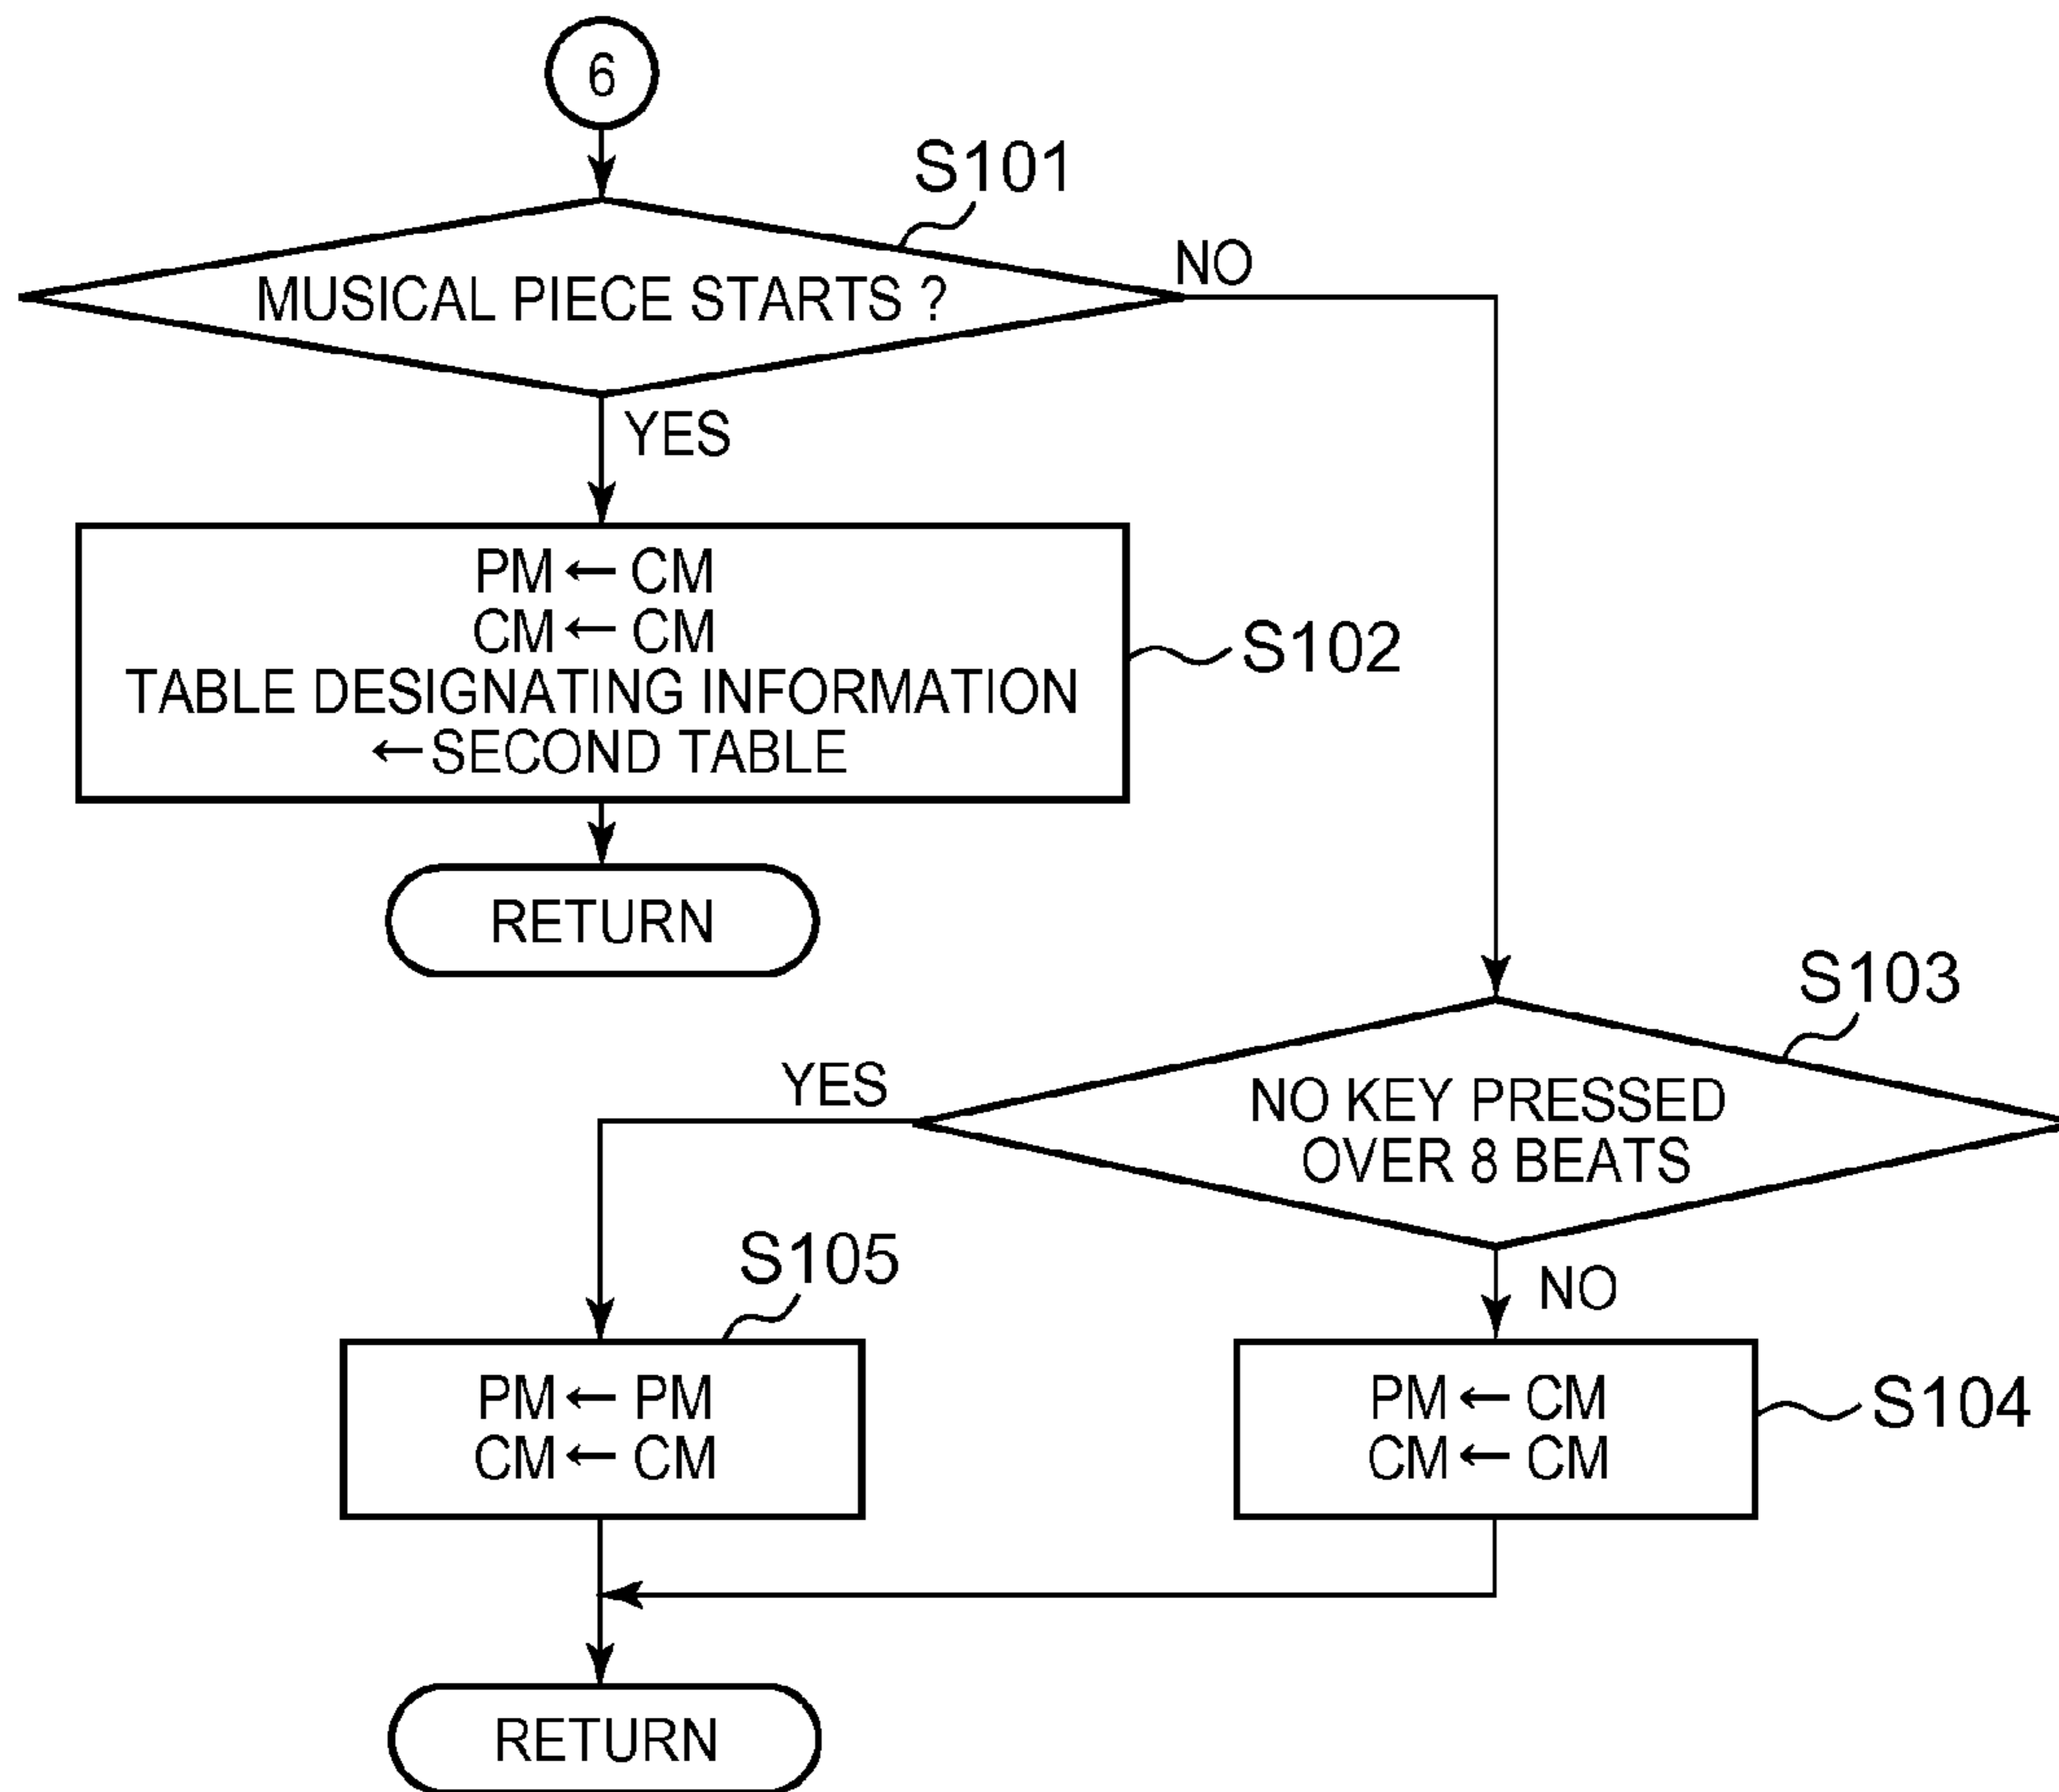 6
S101
MUSICAL PIECE STARTS ?
NO
YES
PM ← CM
CM ← CM
TABLE DESIGNATING INFORMATION
← SECOND TABLE
S102
RETURN
S103
NO KEY PRESSED
OVER 8 BEATS
YES
NO
S105
PM ← PM
CM ← CM
PM ← CM
CM ← CM
S104
RETURN